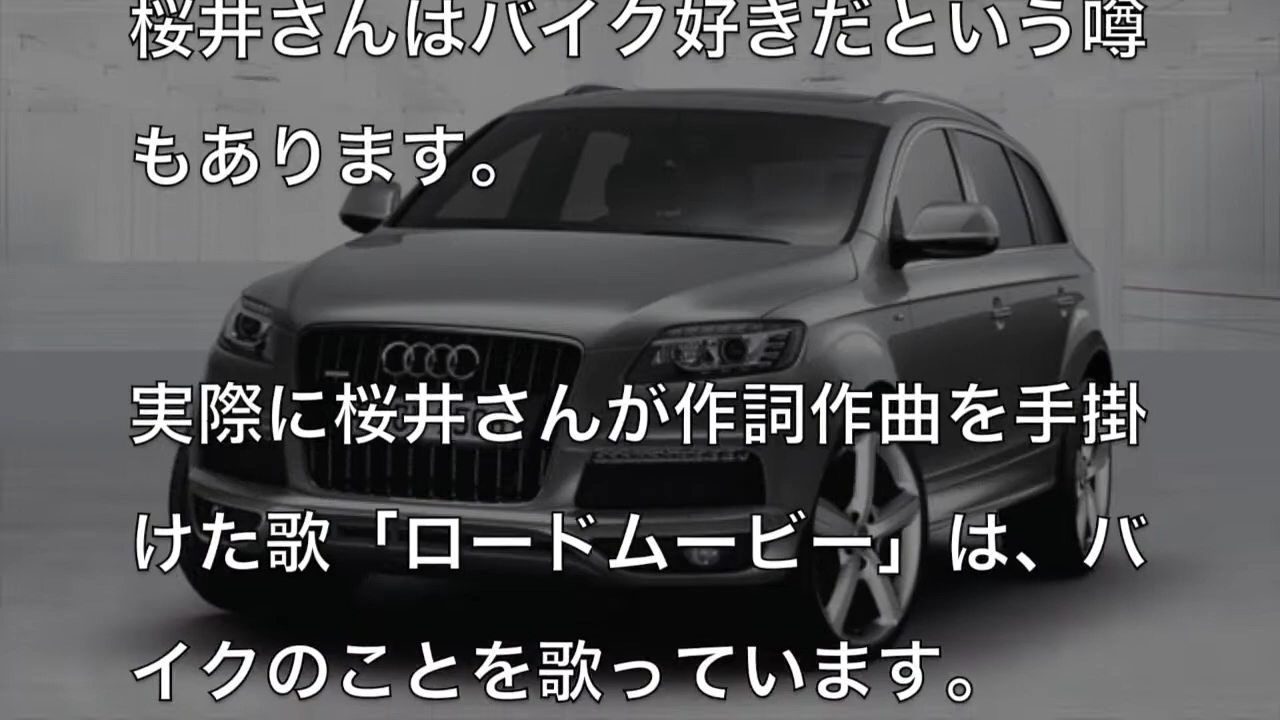 桜井さんはバイク好きだという噂
もあります。
実際に桜井さんが作詞作曲を手掛
けた歌「ロードムービー」は、バ
イクのことを歌っています。